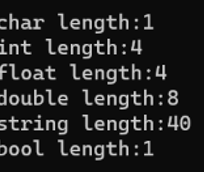 char length:1
int length:4
float length:4
double length:8
string length:40
bool length:1